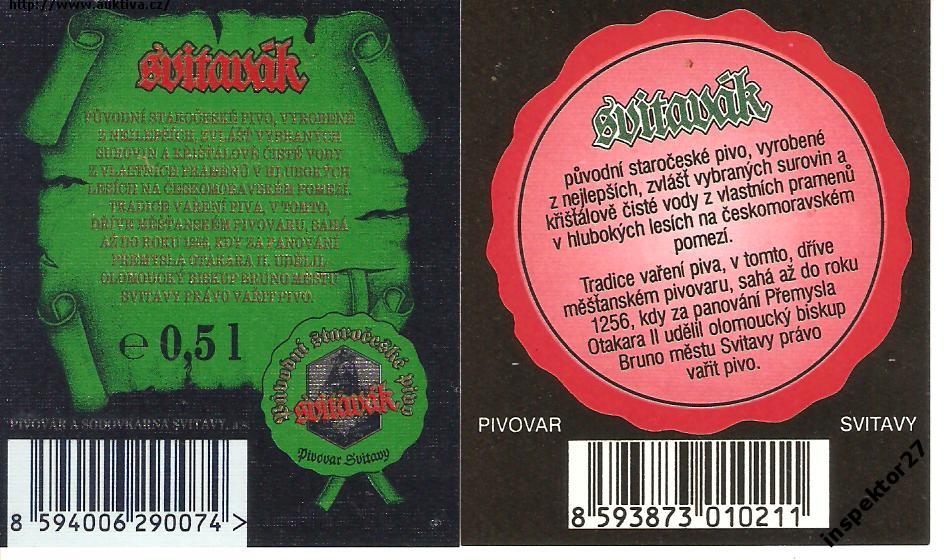 http://www.auktiva.cz/
svitavák
PŮVODNÍ STAROČESKÉ PIVO, VYROBENÉ
Z NEJLEPŠÍCH, ZVLÁŠŤ VYBRANÝCH
SUROVIN A KŘIŠŤÁLOVĚ ČISTÉ VODY
Z VLASTNÍCH PRAMENŮ V HLUBOKÝCH
LESÍCH NA ČESKOMORAVSKÉM POMEZÍ.
TRADICE VAŘENÍ PIVA, V TOMTO,
DŘÍVE MĚŠŤANSKÉM PIVOVARU, SAHÁ
AŽ DO ROKU 1256, KDY ZA PANOVÁNÍ
PŘEMYSLA OTAKARA II. UDĚLIL
OLOMOUCKÝ BISKUP BRUNO MĚSTU
SVITAVY PRÁVO VAŘIT PIVO.
e 0,5 l
Původní staročeské pivo
svitavák
Pivovar Svitavy
PIVOVAR A SODOVKÁRNA SVITAVY, a.s.
8 594006 290074 >
svitavák
původní staročeské pivo, vyrobené
z nejlepších, zvlášť vybraných surovin a
křišťálově čisté vody z vlastních pramenů
v hlubokých lesích na českomoravském
pomezí.
Tradice vaření piva, v tomto, dříve
měšťanském pivovaru, sahá až do roku
1256, kdy za panování Přemysla
Otakara II udělil olomoucký biskup
Bruno městu Svitavy právo
vařit pivo.
PIVOVAR SVITAVY
8 593873 010211
inspektor27